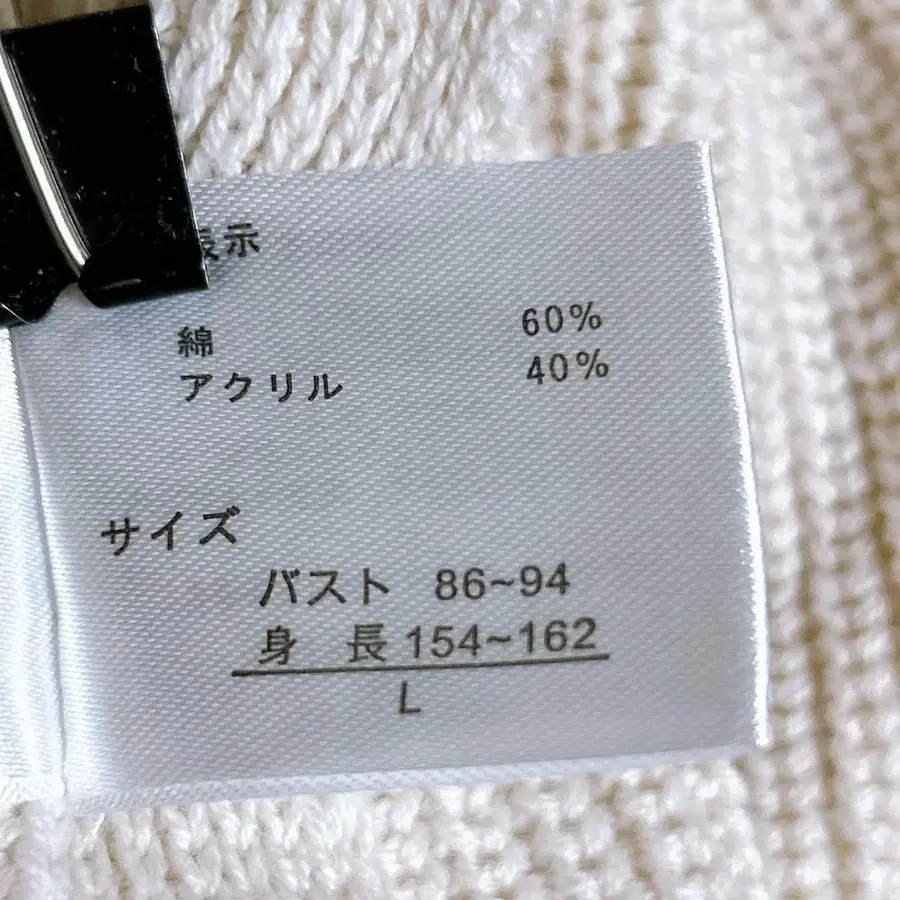 表示
綿 60%
アクリル 40%
サイズ
バスト 86~94
身 長 154~162
L